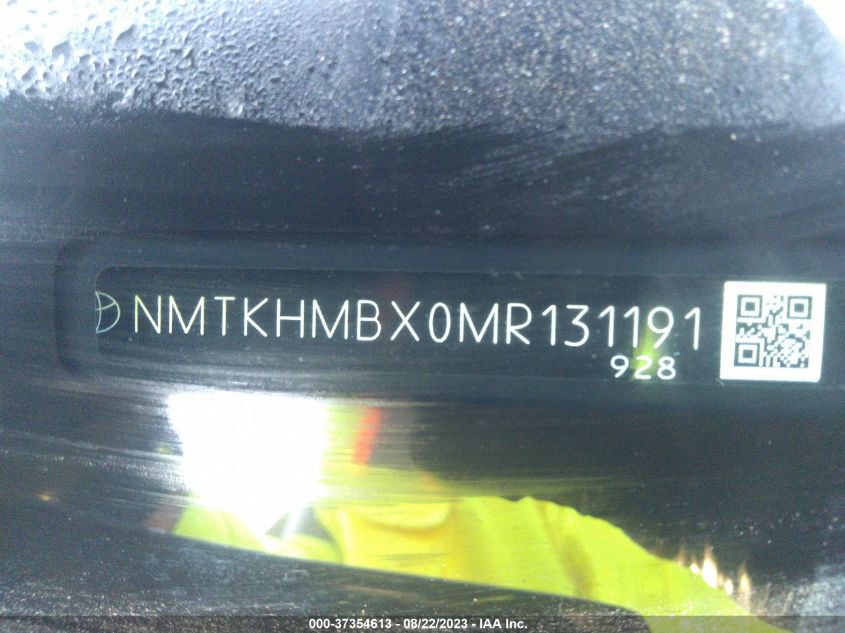 NMTKHMBX0MR131191
928
000-37354613 - 08/22/2023 - IAA Inc.